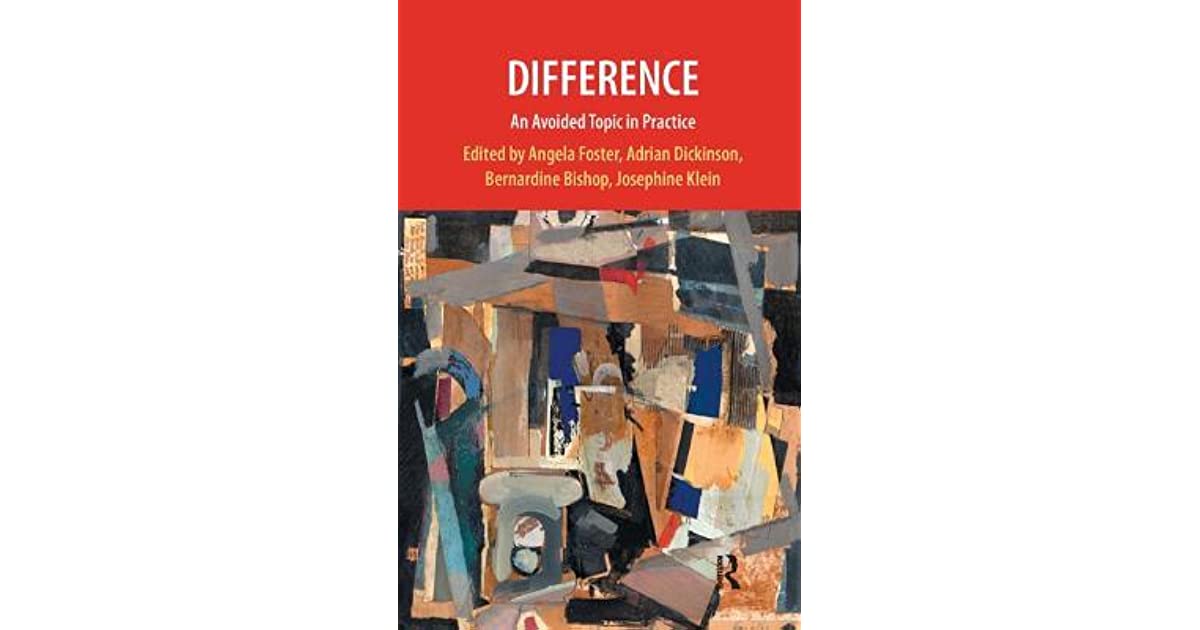 DIFFERENCE
An Avoided Topic in Practice
Edited by Angela Foster, Adrian Dickinson,
Bernardine Bishop, Josephine Klein